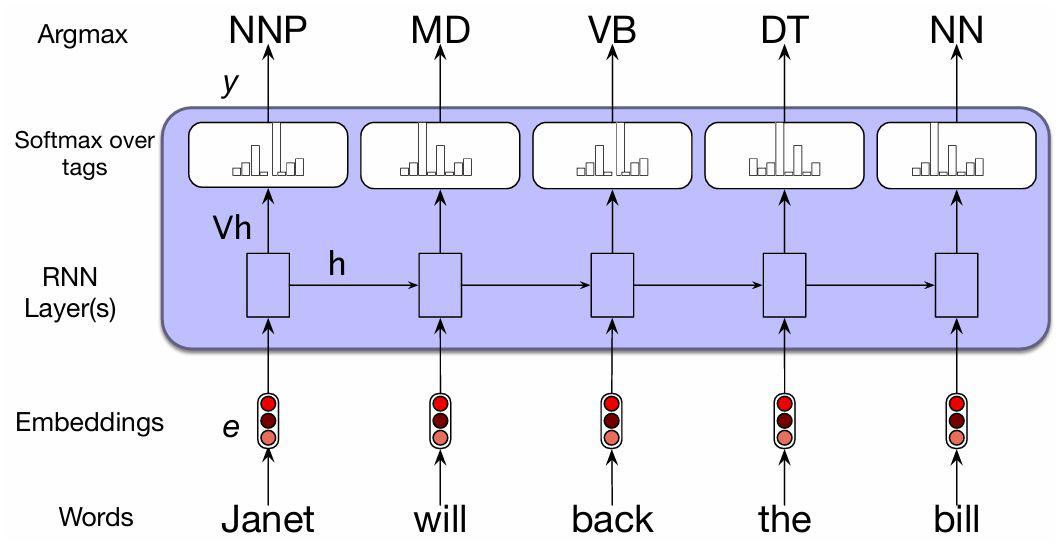 Argmax NNP MD VB DT NN
y
Softmax over
tags
Vh
h
RNN
Layer(s)
Embeddings e
Words Janet will back the bill